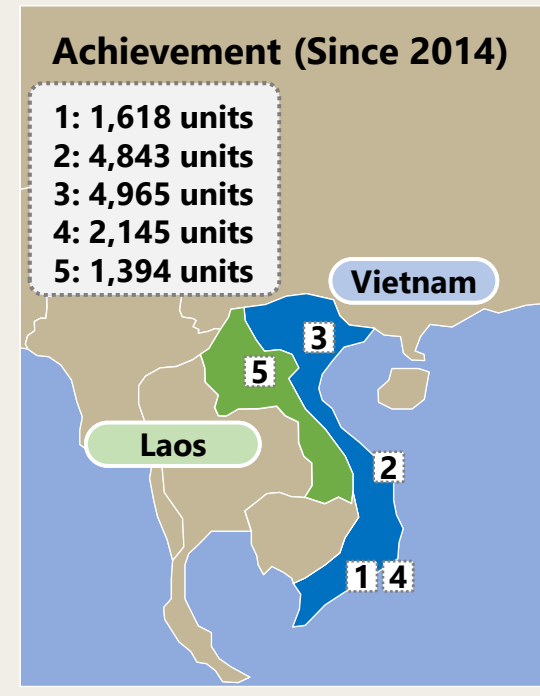 Achievement (Since 2014)
1: 1,618 units
2: 4,843 units
3: 4,965 units
4: 2,145 units
5: 1,394 units
Vietnam
3
5
Laos
2
1 4